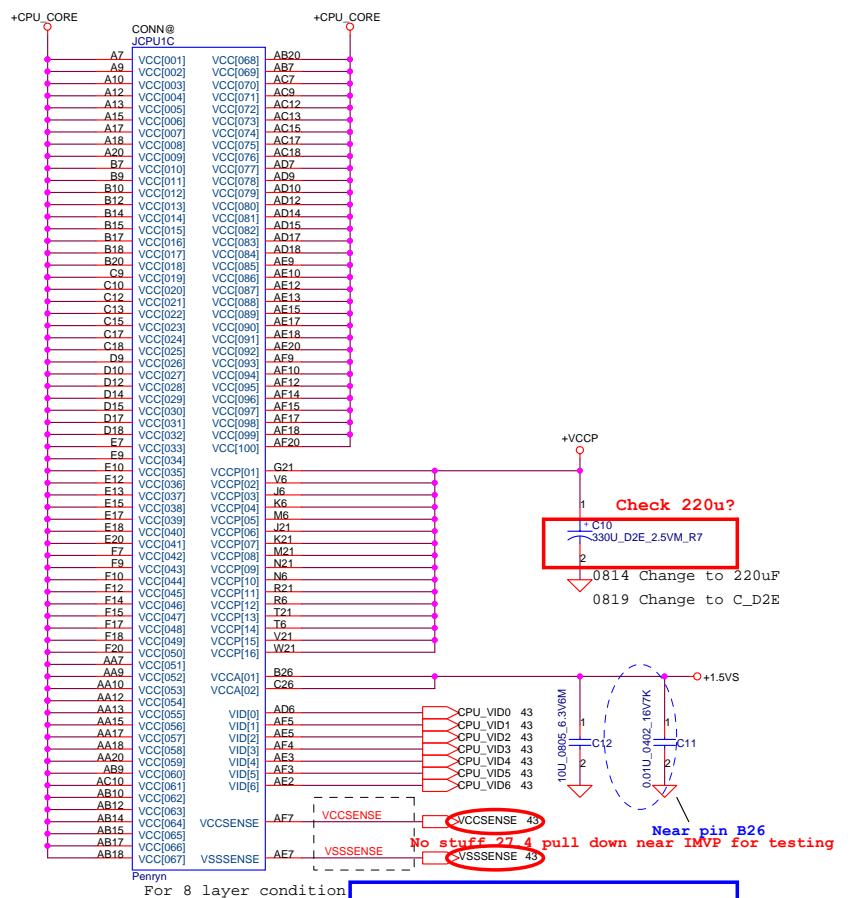 +CPU_CORE +CPU_CORE
CONN@
JCPU1C
A7 VCC[001] VCC[068] AB20
A9 VCC[002] VCC[069] AB7
A10 VCC[003] VCC[070] AC7
A12 VCC[004] VCC[071] AC9
A13 VCC[005] VCC[072] AC12
A15 VCC[006] VCC[073] AC13
A17 VCC[007] VCC[074] AC15
A18 VCC[008] VCC[075] AC17
A20 VCC[009] VCC[076] AC18
B7 VCC[010] VCC[077] AD7
B9 VCC[011] VCC[078] AD9
B10 VCC[012] VCC[079] AD10
B12 VCC[013] VCC[080] AD12
B14 VCC[014] VCC[081] AD14
B15 VCC[015] VCC[082] AD15
B17 VCC[016] VCC[083] AD17
B18 VCC[017] VCC[084] AD18
B20 VCC[018] VCC[085] AE9
C9 VCC[019] VCC[086] AE10
C10 VCC[020] VCC[087] AE12
C12 VCC[021] VCC[088] AE13
C13 VCC[022] VCC[089] AE15
C15 VCC[023] VCC[090] AE17
C17 VCC[024] VCC[091] AE18
C18 VCC[025] VCC[092] AE20
D9 VCC[026] VCC[093] AF9
D10 VCC[027] VCC[094] AF10
D12 VCC[028] VCC[095] AF12
D14 VCC[029] VCC[096] AF14
D15 VCC[030] VCC[097] AF15
D17 VCC[031] VCC[098] AF17
D18 VCC[032] VCC[099] AF18
E7 VCC[033] VCC[100] AF20
E9 VCC[034]
E10 VCC[035] VCCP[01] G21
E12 VCC[036] VCCP[02] V6
E13 VCC[037] VCCP[03] J6
E15 VCC[038] VCCP[04] K6
E17 VCC[039] VCCP[05] M6
E18 VCC[040] VCCP[06] J21
E20 VCC[041] VCCP[07] K21
F7 VCC[042] VCCP[08] M21
F9 VCC[043] VCCP[09] N21
F10 VCC[044] VCCP[10] N6
F12 VCC[045] VCCP[11] R21
F14 VCC[046] VCCP[12] R6
F15 VCC[047] VCCP[13] T21
F17 VCC[048] VCCP[14] T6
F18 VCC[049] VCCP[15] V21
F20 VCC[050] VCCP[16] W21
AA7 VCC[051]
AA9 VCC[052] VCCA[01] B26
AA10 VCC[053] VCCA[02] C26
AA12 VCC[054]
AA13 VCC[055] VID[0] AD6 CPU_VID0 43
AA15 VCC[056] VID[1] AF5 CPU_VID1 43
AA17 VCC[057] VID[2] AE5 CPU_VID2 43
AA18 VCC[058] VID[3] AF4 CPU_VID3 43
AA20 VCC[059] VID[4] AE3 CPU_VID4 43
AB9 VCC[060] VID[5] AF3 CPU_VID5 43
AC10 VCC[061] VID[6] AE2 CPU_VID6 43
AB10 VCC[062]
AB12 VCC[063]
AB14 VCC[064] VCCSENSE AF7 VCCSENSE VCCSENSE 43
AB15 VCC[065]
AB17 VCC[066]
AB18 VCC[067] VSSSENSE AE7 VSSSENSE VSSSENSE 43
Penryn
For 8 layer condition
+VCCP
Check 220u?
1
+ C10
330U_D2E_2.5VM_R7
2
0814 Change to 220uF
0819 Change to C_D2E
+1.5VS
10U_0805_6.3V6M
1
C12
2
0.01U_0402_16V7K
1
C11
2
Near pin B26
No stuff 27.4 pull down near IMVP for testing